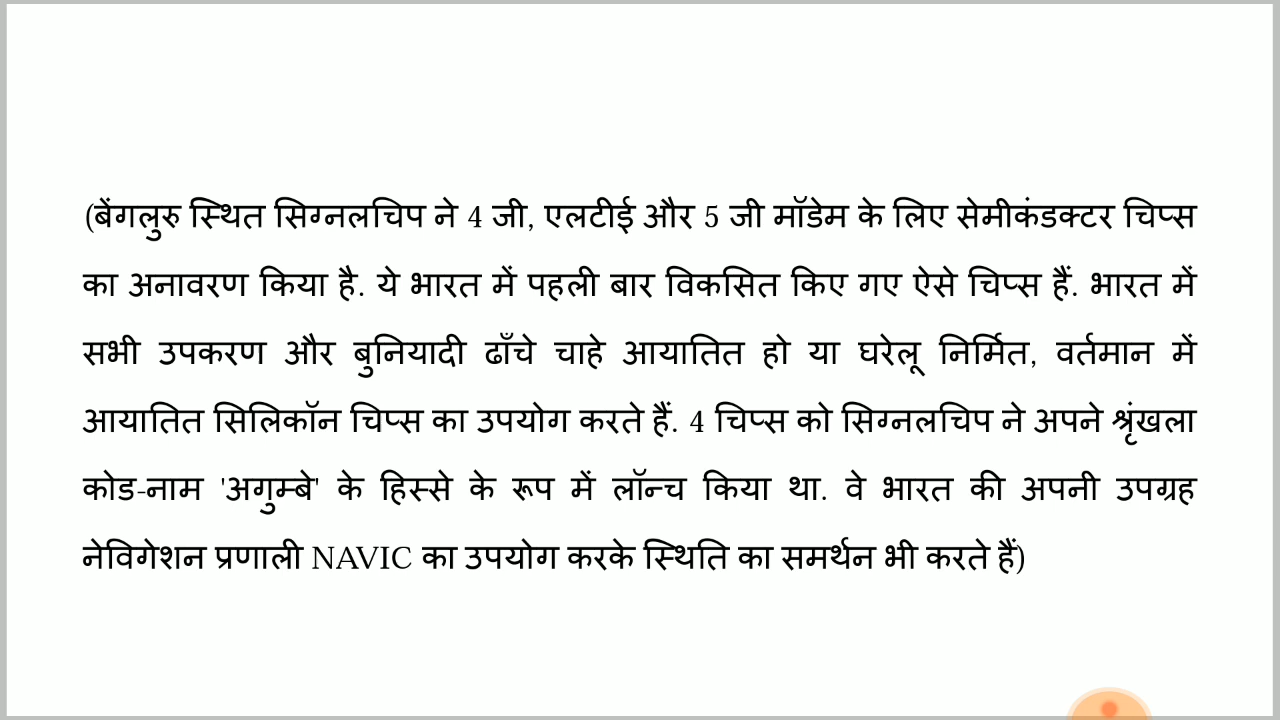 (बेंगलुरु स्थित सिग्नलचिप ने 4 जी, एलटीई और 5 जी मॉडेम के लिए सेमीकंडक्टर चिप्स
का अनावरण किया है. ये भारत में पहली बार विकसित किए गए ऐसे चिप्स हैं. भारत में
सभी उपकरण और बुनियादी ढाँचे चाहे आयातित हो या घरेलू निर्मित, वर्तमान में
आयातित सिलिकॉन चिप्स का उपयोग करते हैं. 4 चिप्स को सिग्नलचिप ने अपने श्रृंखला
कोड-नाम 'अगुम्बे' के हिस्से के रूप में लॉन्च किया था. वे भारत की अपनी उपग्रह
नेविगेशन प्रणाली NAVIC का उपयोग करके स्थिति का समर्थन भी करते हैं)